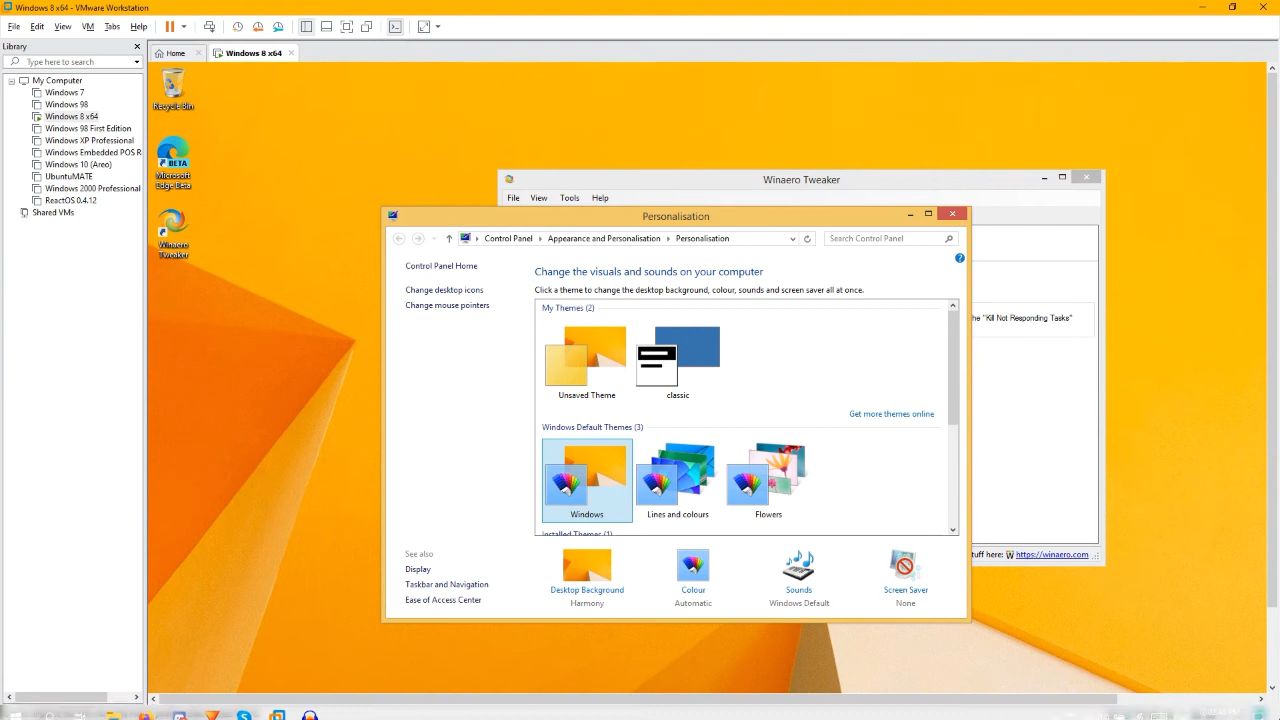 Windows 8 x64 - VMware Workstation
File Edit View VM Tabs Help
Library
Type here to search
Home
Windows 8 x64
My Computer
Windows 7
Windows 98
Windows 8 x64
Windows 98 First Edition
Windows XP Professional
Windows Embedded POS R
Windows 10 (Areo)
UbuntuMATE
Windows 2000 Professional
ReactOS 0.4.12
Shared VMs
Recycle Bin
BETA
Microsoft
Edge Beta
Winaero
Tweaker
Winaero Tweaker
File View Tools Help
he "Kill Not Responding Tasks"
tuff here: https://winaero.com
Personalisation
Control Panel Appearance and Personalisation Personalisation
Search Control Panel
Control Panel Home
Change desktop icons
Change mouse pointers
Change the visuals and sounds on your computer
Click a theme to change the desktop background, colour, sounds and screen saver all at once.
My Themes (2)
Unsaved Theme
classic
Get more themes online
Windows Default Themes (3)
Windows
Lines and colours
Flowers
Installed Themes (1)
See also
Display
Taskbar and Navigation
Ease of Access Center
Desktop Background
Harmony
Colour
Automatic
Sounds
Windows Default
Screen Saver
None